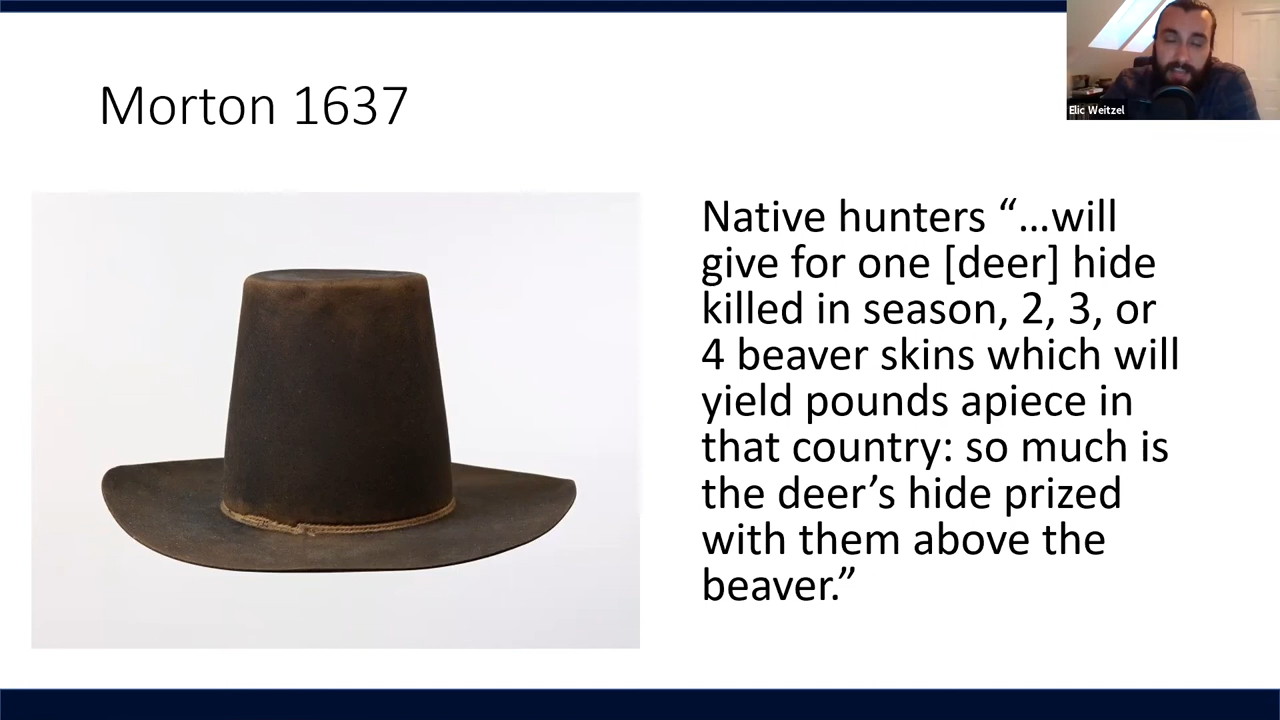 Morton 1637
Elic Weitzel
Native hunters “…will
give for one [deer] hide
killed in season, 2, 3, or
4 beaver skins which will
yield pounds apiece in
that country: so much is
the deer’s hide prized
with them above the
beaver.”